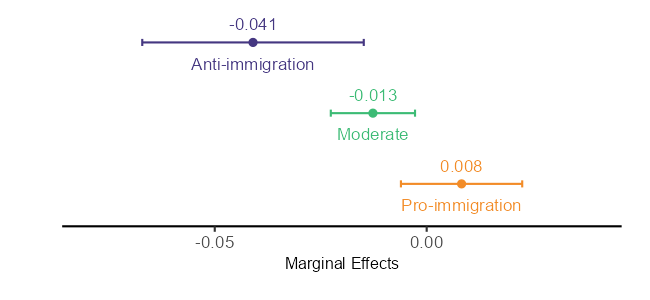 -0.041
Anti-immigration
-0.013
Moderate
0.008
Pro-immigration
-0.05 0.00
Marginal Effects